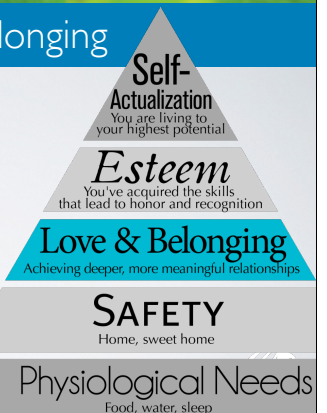 longing
Self-
Actualization
You are living to
your highest potential
Esteem
You've acquired the skills
that lead to honor and recognition
Love & Belonging
Achieving deeper, more meaningful relationships
SAFETY
Home, sweet home
Physiological Needs
Food, water, sleep